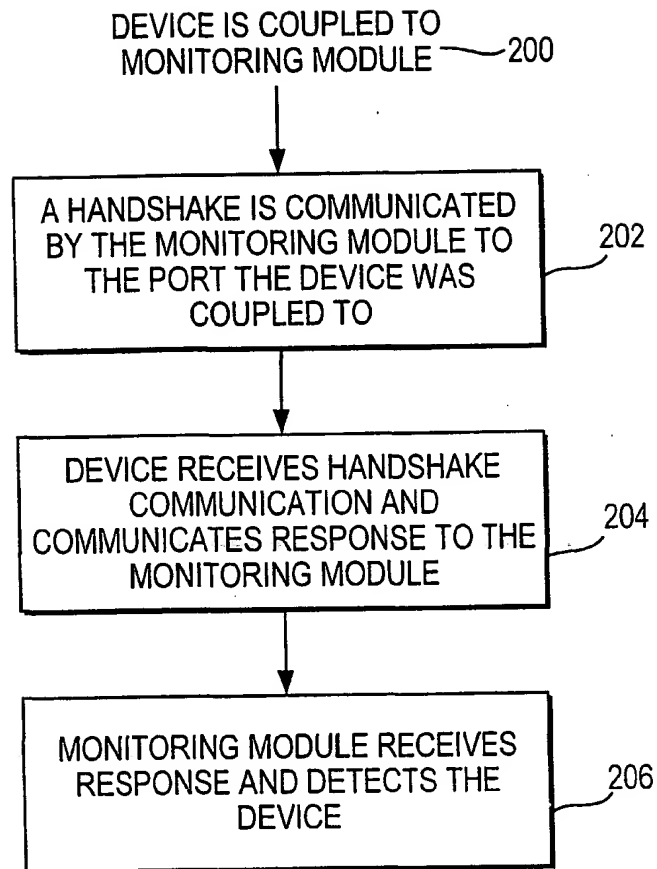 DEVICE IS COUPLED TO
MONITORING MODULE 200
A HANDSHAKE IS COMMUNICATED
BY THE MONITORING MODULE TO
THE PORT THE DEVICE WAS
COUPLED TO
202
DEVICE RECEIVES HANDSHAKE
COMMUNICATION AND
COMMUNICATES RESPONSE TO THE
MONITORING MODULE
204
MONITORING MODULE RECEIVES
RESPONSE AND DETECTS THE
DEVICE
206